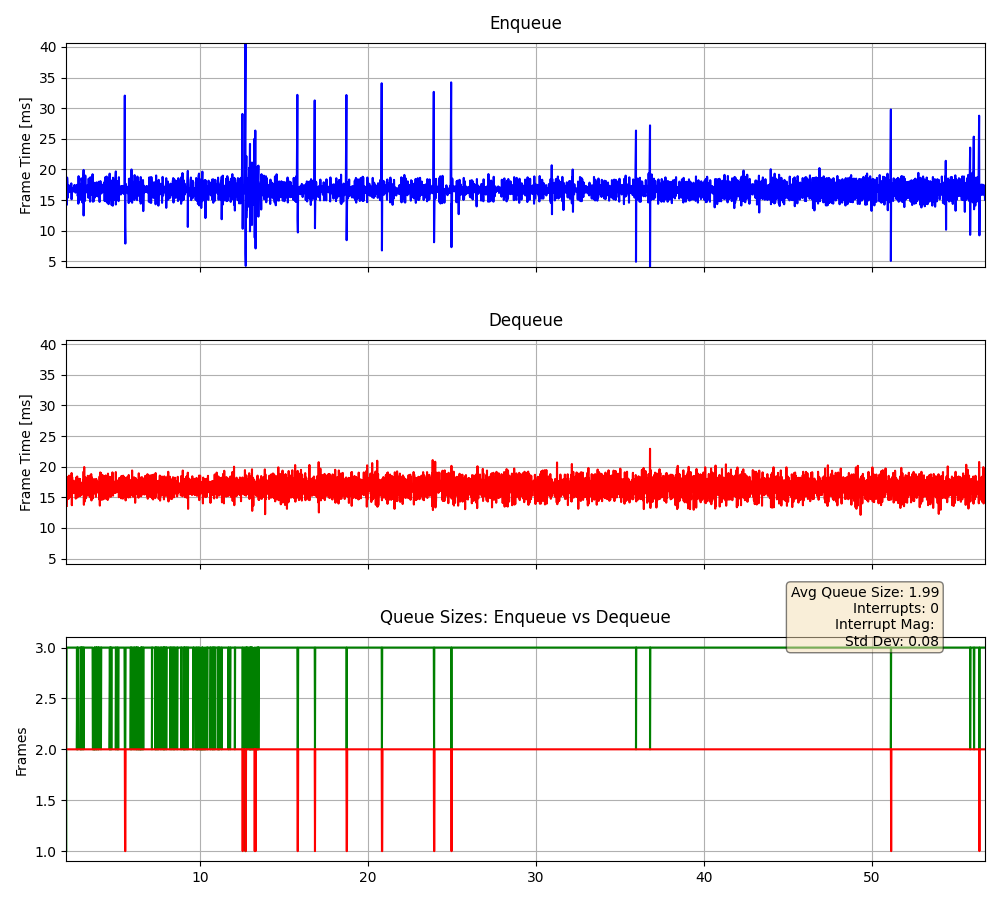 Enqueue
Frame Time [ms]
40
35
30
25
20
15
10
5
Dequeue
Frame Time [ms]
40
35
30
25
20
15
10
5
Avg Queue Size: 1.99
Interrupts: 0
Interrupt Mag:
Std Dev: 0.08
Queue Sizes: Enqueue vs Dequeue
Frames
3.0
2.5
2.0
1.5
1.0
10 20 30 40 50